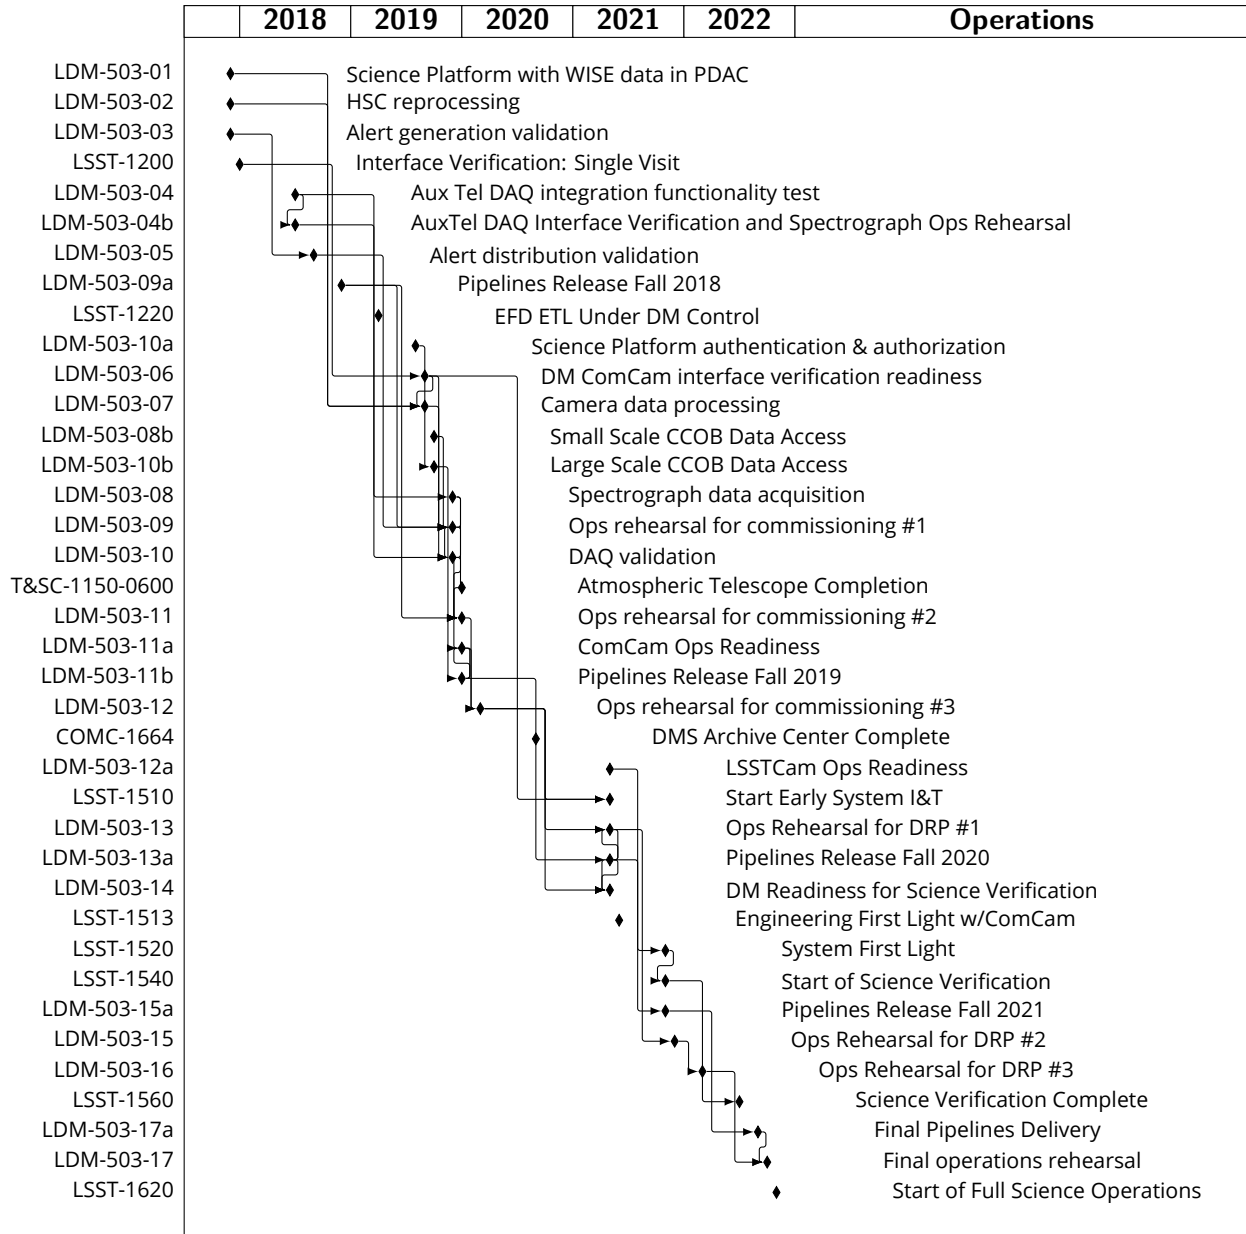 2018 2019 2020 2021 2022 Operations
LDM-503-01 Science Platform with WISE data in PDAC
LDM-503-02 HSC reprocessing
LDM-503-03 Alert generation validation
LSST-1200 Interface Verification: Single Visit
LDM-503-04 Aux Tel DAQ integration functionality test
LDM-503-04b AuxTel DAQ Interface Verification and Spectrograph Ops Rehearsal
LDM-503-05 Alert distribution validation
LDM-503-09a Pipelines Release Fall 2018
LSST-1220 EFD ETL Under DM Control
LDM-503-10a Science Platform authentication & authorization
LDM-503-06 DM ComCam interface verification readiness
LDM-503-07 Camera data processing
LDM-503-08b Small Scale CCOB Data Access
LDM-503-10b Large Scale CCOB Data Access
LDM-503-08 Spectrograph data acquisition
LDM-503-09 Ops rehearsal for commissioning #1
LDM-503-10 DAQ validation
T&SC-1150-0600 Atmospheric Telescope Completion
LDM-503-11 Ops rehearsal for commissioning #2
LDM-503-11a ComCam Ops Readiness
LDM-503-11b Pipelines Release Fall 2019
LDM-503-12 Ops rehearsal for commissioning #3
COMC-1664 DMS Archive Center Complete
LDM-503-12a LSSTCam Ops Readiness
LSST-1510 Start Early System I&T
LDM-503-13 Ops Rehearsal for DRP #1
LDM-503-13a Pipelines Release Fall 2020
LDM-503-14 DM Readiness for Science Verification
LSST-1513 Engineering First Light w/ComCam
LSST-1520 System First Light
LSST-1540 Start of Science Verification
LDM-503-15a Pipelines Release Fall 2021
LDM-503-15 Ops Rehearsal for DRP #2
LDM-503-16 Ops Rehearsal for DRP #3
LSST-1560 Science Verification Complete
LDM-503-17a Final Pipelines Delivery
LDM-503-17 Final operations rehearsal
LSST-1620 Start of Full Science Operations